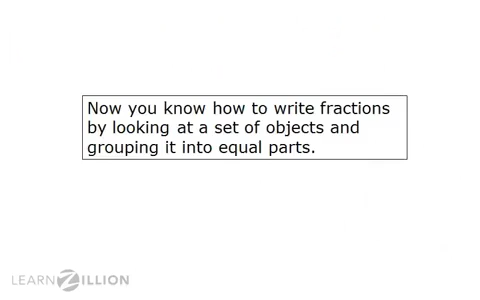 Now you know how to write fractions
by looking at a set of objects and
grouping it into equal parts.
LEARNZILLION